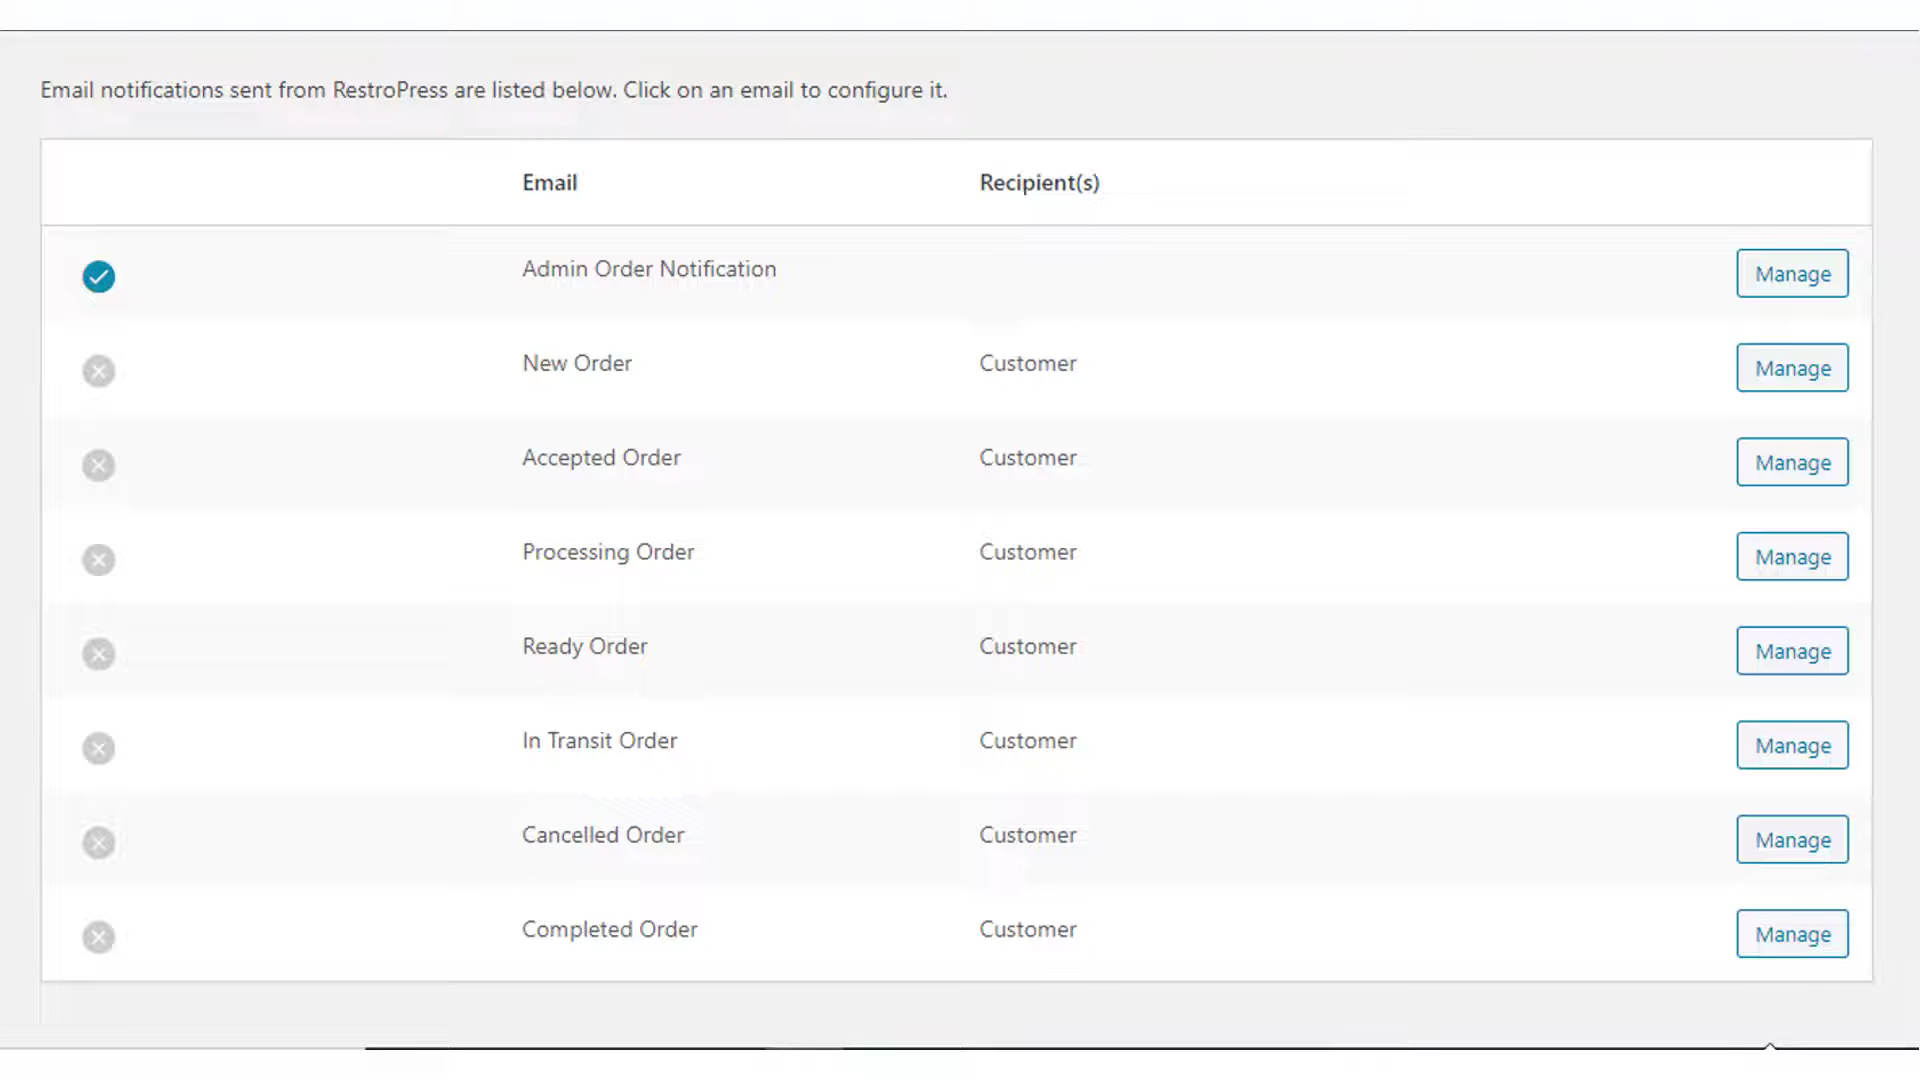 Email notifications sent from RestroPress are listed below. Click on an email to configure it.
Email Recipient(s)
Admin Order Notification Manage
New Order Customer Manage
Accepted Order Customer Manage
Processing Order Customer Manage
Ready Order Customer Manage
In Transit Order Customer Manage
Cancelled Order Customer Manage
Completed Order Customer Manage